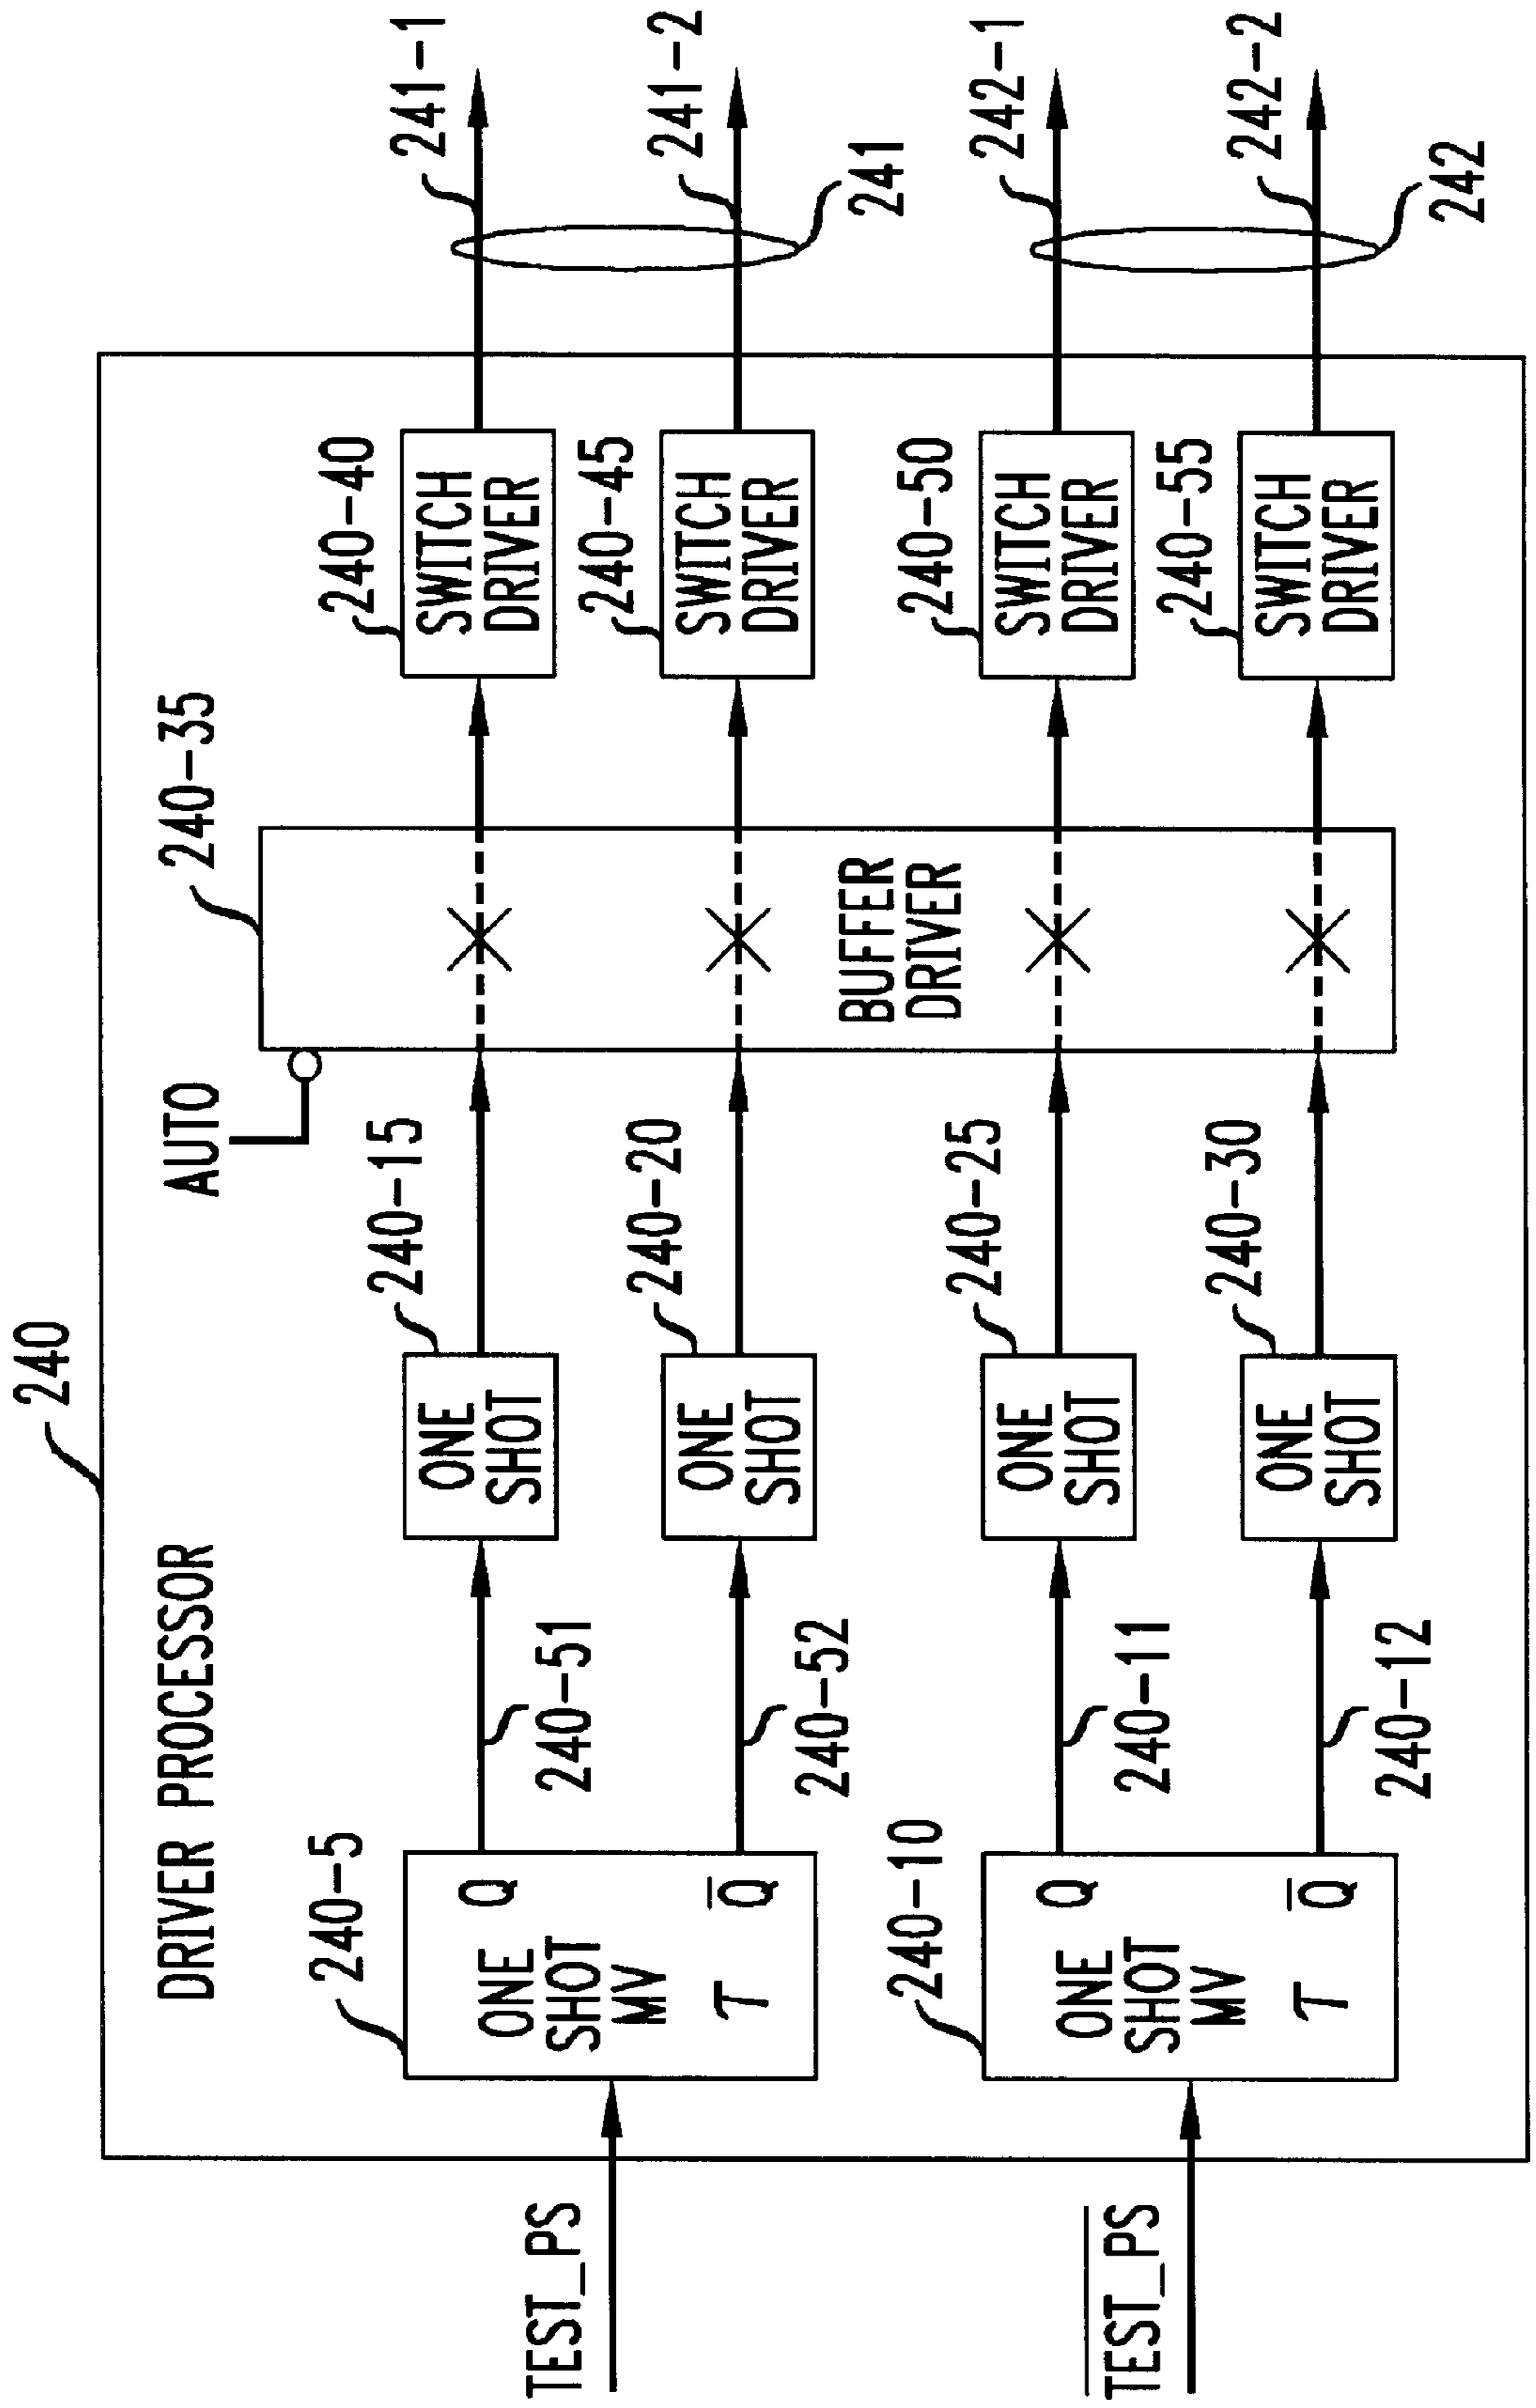 240
DRIVER PROCESSOR
AUTO
240-35
240-5
ONE
SHOT
MV
τ
Q
Q̅
240-51
240-52
240-15
ONE
SHOT
240-20
ONE
SHOT
BUFFER
DRIVER
240-40
SWITCH
DRIVER
240-45
SWITCH
DRIVER
241-1
241-2
241
TEST_PS
240-10
ONE
SHOT
MV
τ
Q
Q̅
240-11
240-12
240-25
ONE
SHOT
240-30
ONE
SHOT
240-50
SWITCH
DRIVER
240-55
SWITCH
DRIVER
242-1
242-2
242
T̅E̅S̅T̅_̅P̅S̅